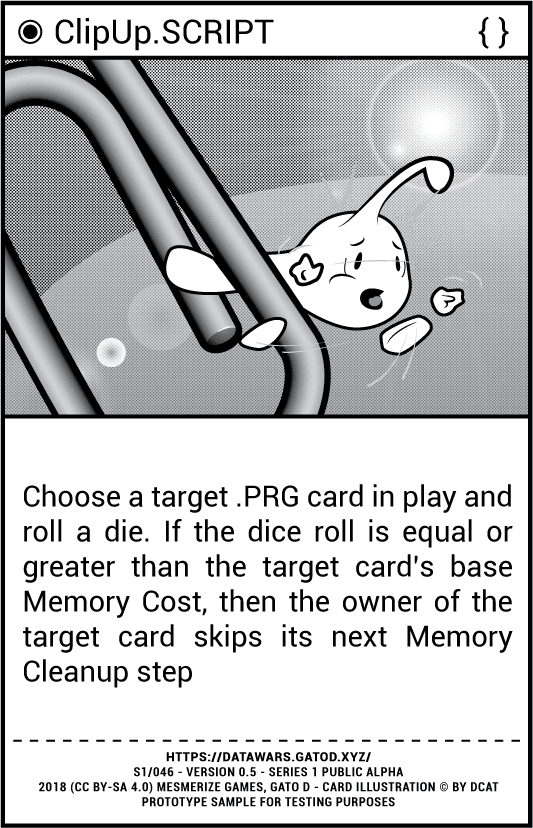 ClipUp.SCRIPT { }
Choose a target .PRG card in play and
roll a die. If the dice roll is equal or
greater than the target card's base
Memory Cost, then the owner of the
target card skips its next Memory
Cleanup step
HTTPS://DATAWARS.GATOD.XYZ/
S1/046 - VERSION 0.5 - SERIES 1 PUBLIC ALPHA
2018 (CC BY-SA 4.0) MESMERIZE GAMES, GATO D - CARD ILLUSTRATION © BY DCAT
PROTOTYPE SAMPLE FOR TESTING PURPOSES